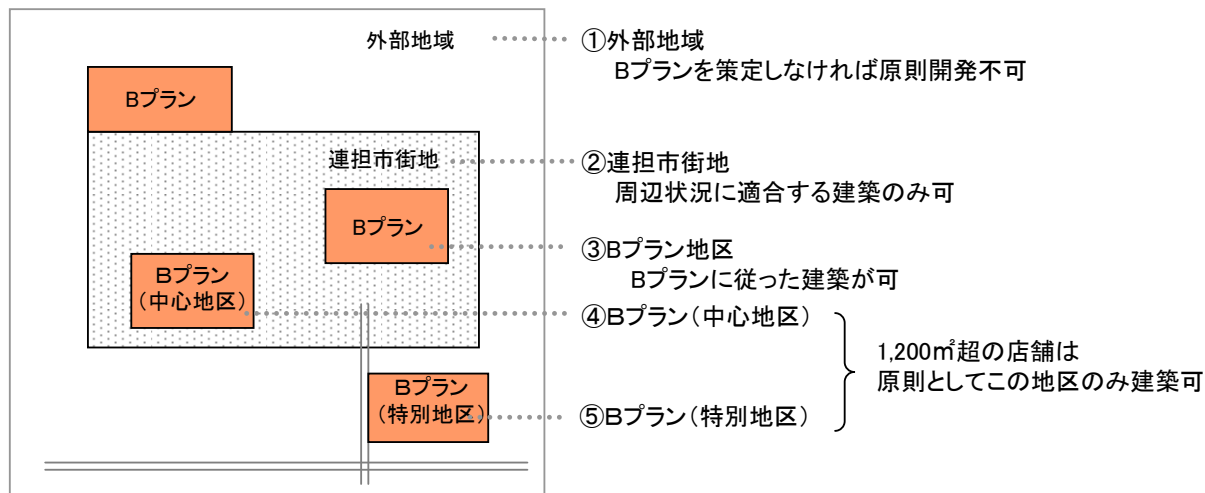 外部地域
①外部地域
Bプランを策定しなければ原則開発不可
Bプラン
連担市街地
②連担市街地
周辺状況に適合する建築のみ可
Bプラン
③Bプラン地区
Bプランに従った建築が可
Bプラン
(中心地区)
④Bプラン(中心地区)
1,200㎡超の店舗は
原則としてこの地区のみ建築可
Bプラン
(特別地区)
⑤Bプラン(特別地区)